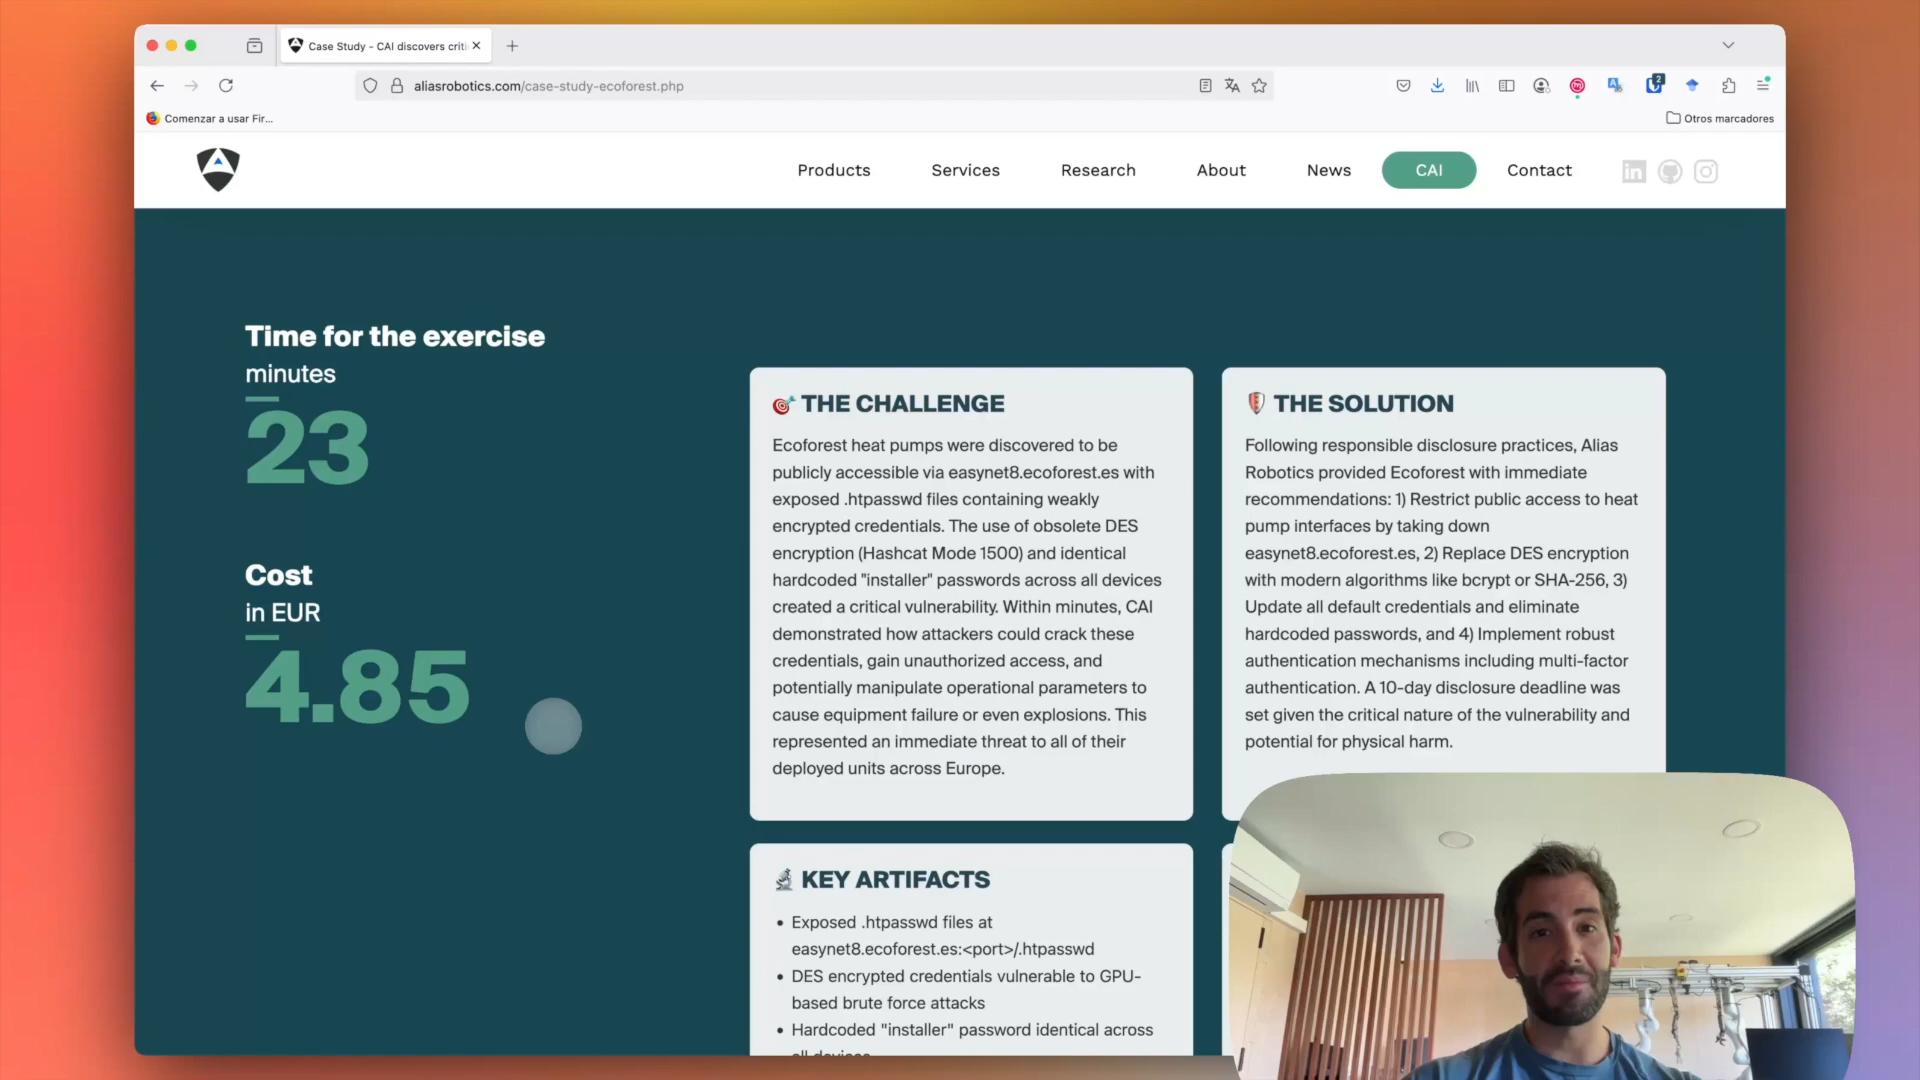 Case Study - CAI discovers criti
aliasrobotics.com/case-study-ecoforest.php
2
Comenzar a usar Fir...
Otros marcadores
Products
Services
Research
About
News
CAI
Contact
Time for the exercise
minutes
23
Cost
in EUR
4.85
THE CHALLENGE
Ecoforest heat pumps were discovered to be
publicly accessible via easynet8.ecoforest.es with
exposed .htpasswd files containing weakly
encrypted credentials. The use of obsolete DES
encryption (Hashcat Mode 1500) and identical
hardcoded "installer" passwords across all devices
created a critical vulnerability. Within minutes, CAI
demonstrated how attackers could crack these
credentials, gain unauthorized access, and
potentially manipulate operational parameters to
cause equipment failure or even explosions. This
represented an immediate threat to all of their
deployed units across Europe.
THE SOLUTION
Following responsible disclosure practices, Alias
Robotics provided Ecoforest with immediate
recommendations: 1) Restrict public access to heat
pump interfaces by taking down
easynet8.ecoforest.es, 2) Replace DES encryption
with modern algorithms like bcrypt or SHA-256, 3)
Update all default credentials and eliminate
hardcoded passwords, and 4) Implement robust
authentication mechanisms including multi-factor
authentication. A 10-day disclosure deadline was
set given the critical nature of the vulnerability and
potential for physical harm.
KEY ARTIFACTS
• Exposed .htpasswd files at
easynet8.ecoforest.es:<port>/.htpasswd
• DES encrypted credentials vulnerable to GPU-
based brute force attacks
• Hardcoded "installer" password identical across
all devices